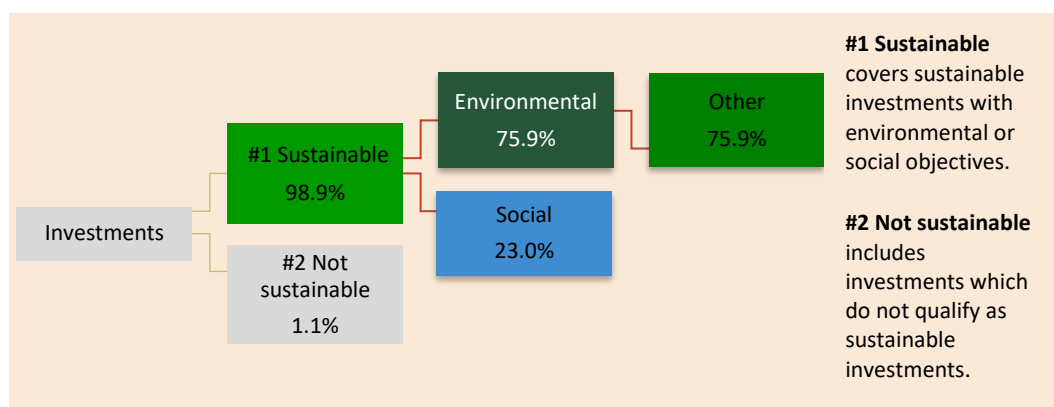 Investments
#1 Sustainable
98.9%
#2 Not
sustainable
1.1%
Environmental
75.9%
Social
23.0%
Other
75.9%
#1 Sustainable
covers sustainable
investments with
environmental or
social objectives.
#2 Not sustainable
includes
investments which
do not qualify as
sustainable
investments.